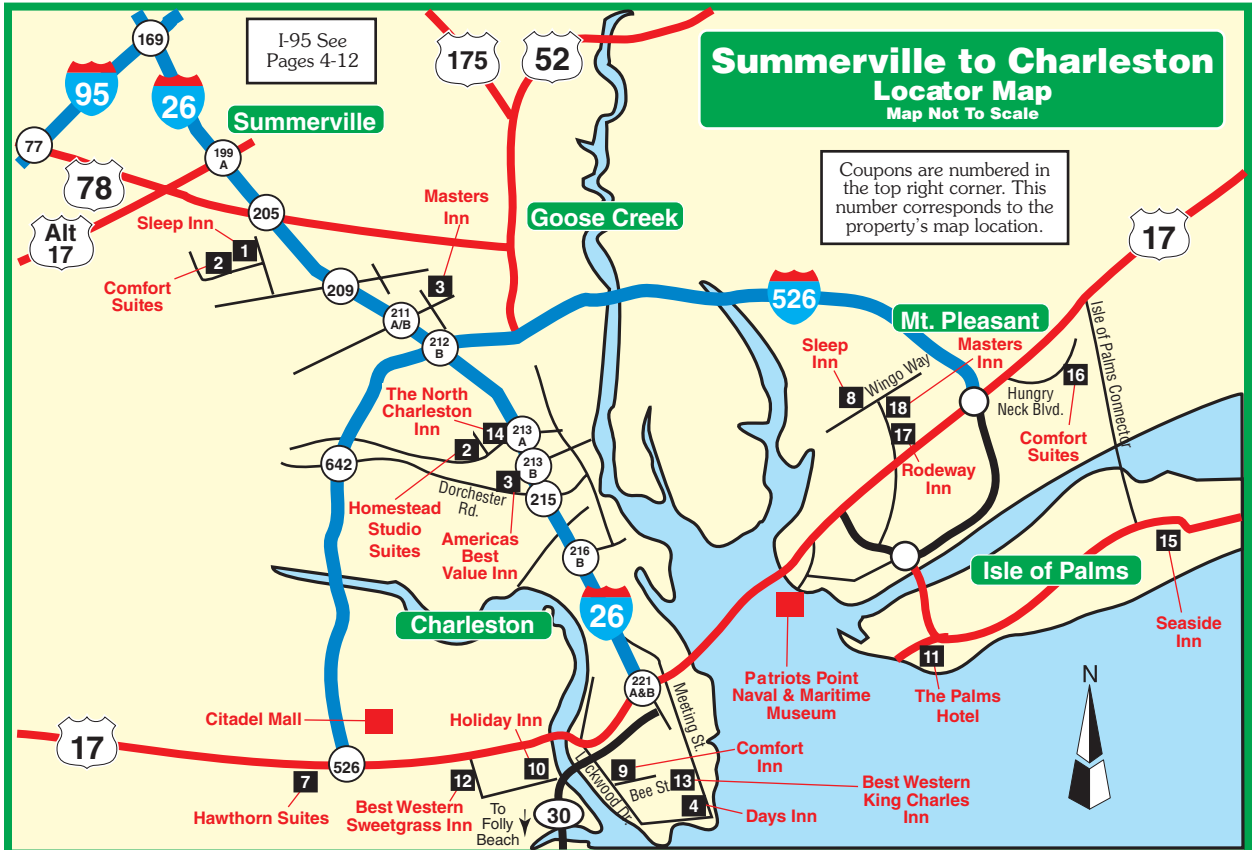 169
I-95 See
Pages 4-12
175
52
Summerville to Charleston
Locator Map
Map Not To Scale
95
26
Summerville
77
199
A
78
Coupons are numbered in
the top right corner. This
number corresponds to the
property's map location.
Masters
Inn
205
Goose Creek
Sleep Inn
Alt
17
17
1
2
Comfort
Suites
209
3
526
211
A/B
Mt. Pleasant
Isle of Palms Connector
212
B
Sleep
Inn
Masters
Inn
Wingo Way
16
8
18
Hungry
Neck Blvd.
The North
Charleston
Inn
14
213
A
17
Comfort
Suites
2
642
213
B
Rodeway
Inn
3
Dorchester
Rd.
215
Homestead
Studio
Suites
Americas
Best
Value Inn
216
B
15
Isle of Palms
26
Charleston
Seaside
Inn
11
221
A&B
Patriots Point
Naval & Maritime
Museum
The Palms
Hotel
N
Meeting St.
Citadel Mall
Holiday Inn
17
Comfort
Inn
526
Lockwood Dr.
9
10
12
7
13
Bee St.
Best Western
King Charles
Inn
4
Days Inn
Hawthorn Suites
Best Western
Sweetgrass Inn
To
Folly
Beach
30